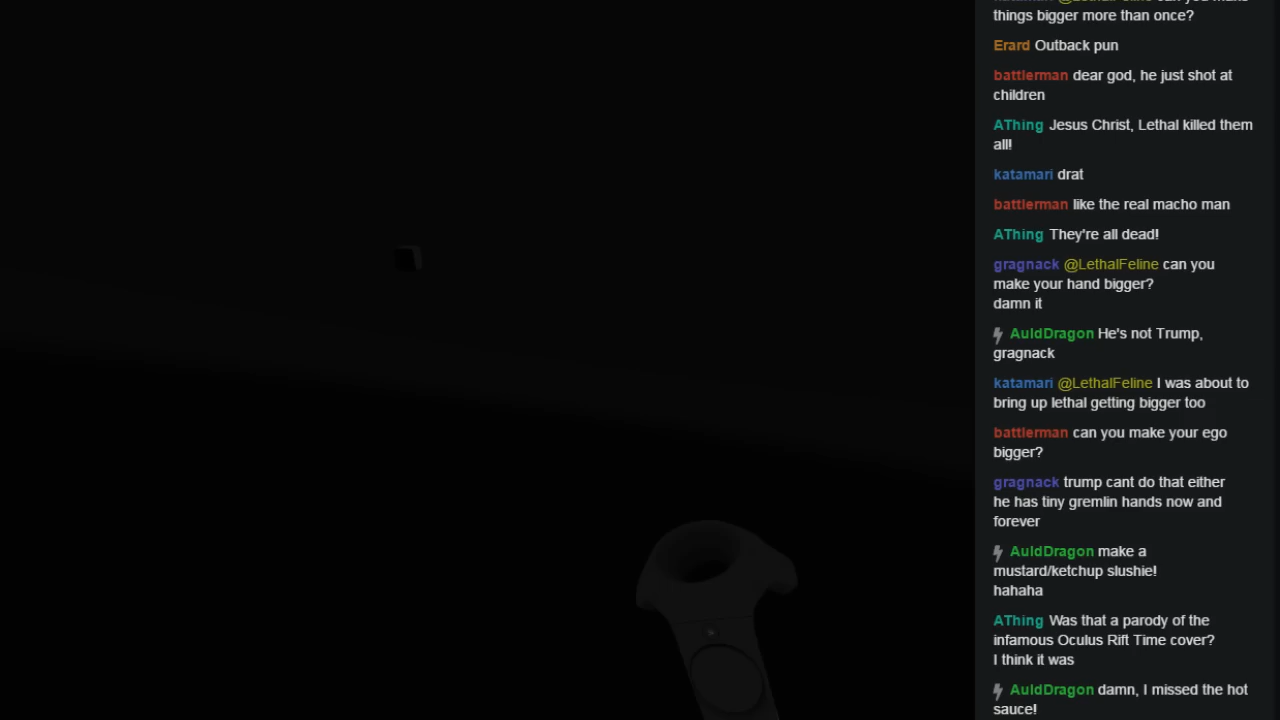 things bigger more than once?
Erard Outback pun
battlerman dear god, he just shot at
children
AThing Jesus Christ, Lethal killed them
all!
katamari drat
battlerman like the real macho man
AThing They're all dead!
gragnack @LethalFeline can you
make your hand bigger?
damn it
AuldDragon He's not Trump,
gragnack
katamari @LethalFeline I was about to
bring up lethal getting bigger too
battlerman can you make your ego
bigger?
gragnack trump cant do that either
he has tiny gremlin hands now and
forever
AuldDragon make a
mustard/ketchup slushie!
hahaha
AThing Was that a parody of the
infamous Oculus Rift Time cover?
I think it was
AuldDragon damn, I missed the hot
sauce!